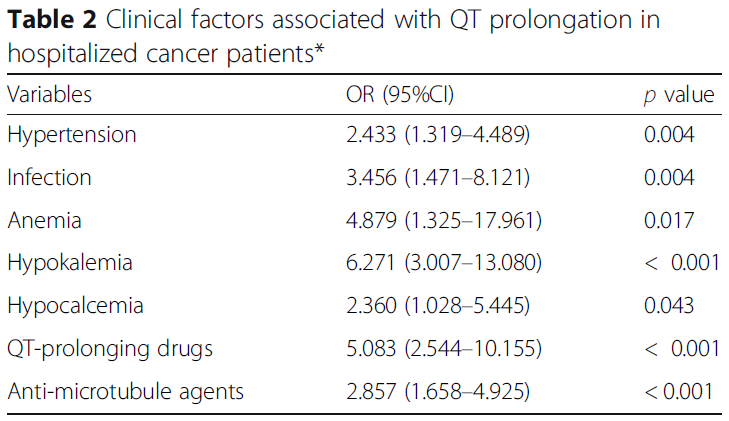 Table 2 Clinical factors associated with QT prolongation in
hospitalized cancer patients*
Variables OR (95%CI) p value
Hypertension 2.433 (1.319–4.489) 0.004
Infection 3.456 (1.471–8.121) 0.004
Anemia 4.879 (1.325–17.961) 0.017
Hypokalemia 6.271 (3.007–13.080) < 0.001
Hypocalcemia 2.360 (1.028–5.445) 0.043
QT-prolonging drugs 5.083 (2.544–10.155) < 0.001
Anti-microtubule agents 2.857 (1.658–4.925) < 0.001